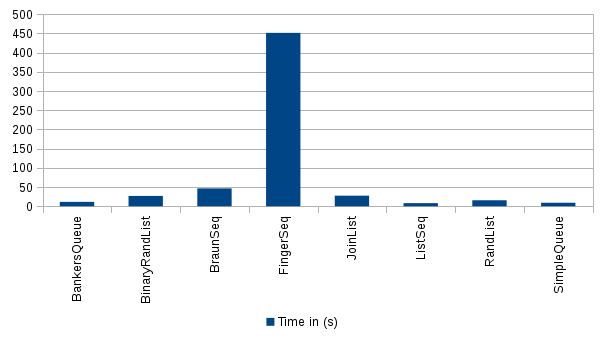 500
450
400
350
300
250
200
150
100
50
0
BankersQueue
BinaryRandList
BraunSeq
FingerSeq
JoinList
ListSeq
RandList
SimpleQueue
Time in (s)